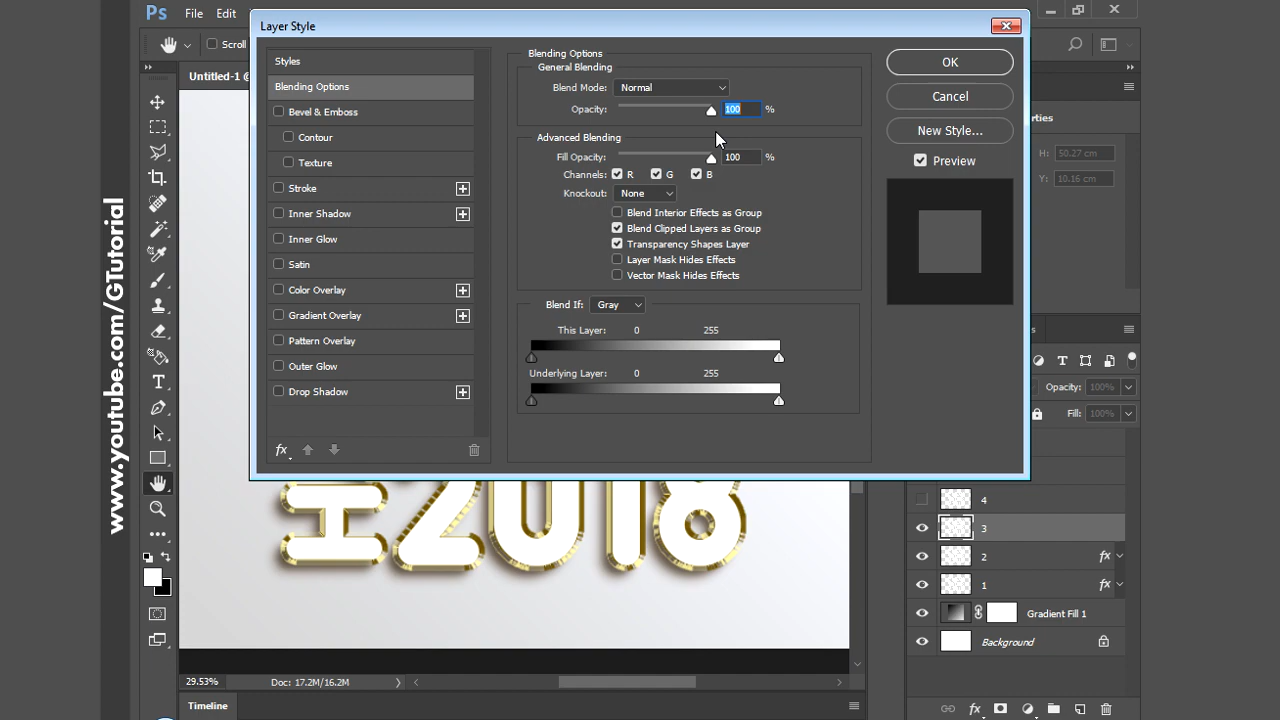 Ps File Edit
Scroll
Untitled-1 @
www.youtube.com/GTutorial
Layer Style
Styles
Blending Options
Bevel & Emboss
Contour
Texture
Stroke
Inner Shadow
Inner Glow
Satin
Color Overlay
Gradient Overlay
Pattern Overlay
Outer Glow
Drop Shadow
fx
Blending Options
General Blending
Blend Mode: Normal
Opacity: 100 %
Advanced Blending
Fill Opacity: 100 %
Channels: R G B
Knockout: None
Blend Interior Effects as Group
Blend Clipped Layers as Group
Transparency Shapes Layer
Layer Mask Hides Effects
Vector Mask Hides Effects
Blend If: Gray
This Layer: 0 255
Underlying Layer: 0 255
OK
Cancel
New Style...
Preview
H: 50.27 cm
Y: 10.16 cm
Opacity: 100%
Fill: 100%
4
3
2 fx
1 fx
Gradient Fill 1
Background
fx
2018
29.53% Doc: 17.2M/16.2M
Timeline